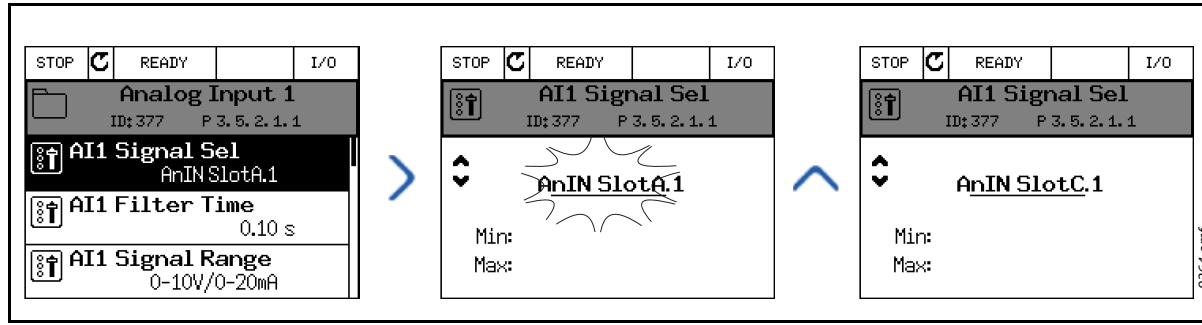 STOP READY I/O
Analog Input 1
ID:377 P3.5.2.1.1
AI1 Signal Sel
AnIN SlotA.1
AI1 Filter Time
0.10 s
AI1 Signal Range
0-10V/0-20mA
STOP READY I/O
AI1 Signal Sel
ID:377 P3.5.2.1.1
AnIN SlotA.1
Min:
Max:
STOP READY I/O
AI1 Signal Sel
ID:377 P3.5.2.1.1
AnIN SlotC.1
Min:
Max: